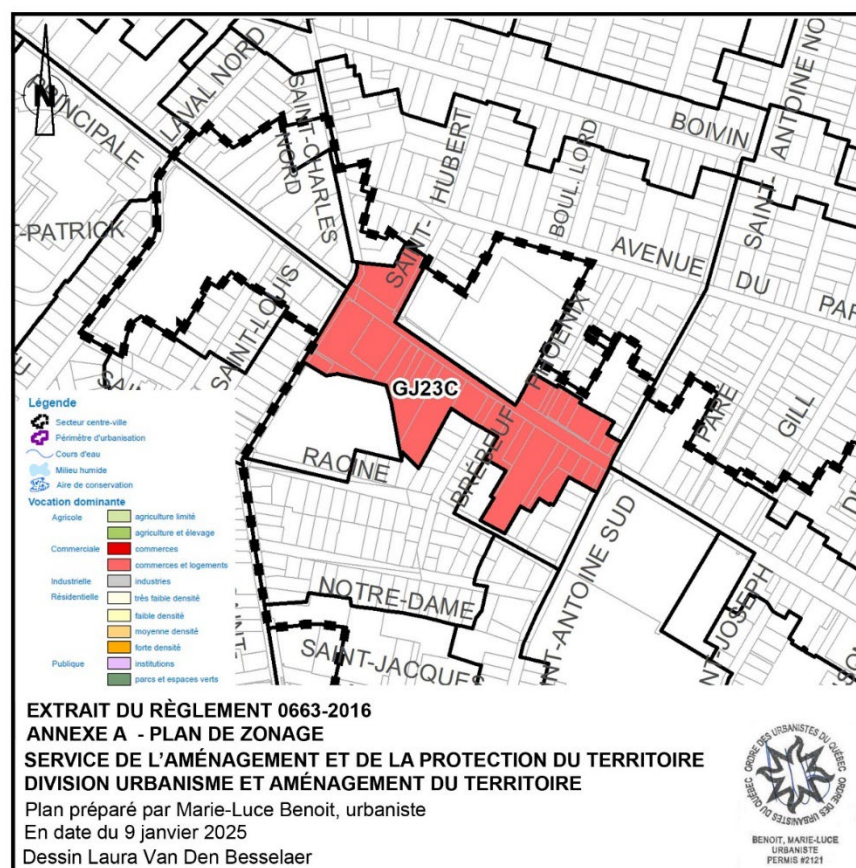 N
PRINCIPALE
LAVAL NORD
SAINT-CHARLES
NORD
SAINT-HUBERT
BOUL. LORD
BOIVIN
SAINT-ANTOINE NO
T-PATRICK
SAINT-LOUIS
AVENUE DU PAR
PHOENIX
GJ23C
BRÉBEUF
PARÉ
GILL
RACINE
NOTRE-DAME
SAINT-JACQUES
INT-ANTOINE SUD
NT-JOSEPH
Légende
Secteur centre-ville
Périmètre d'urbanisation
Cours d'eau
Milieu humide
Aire de conservation
Vocation dominante
Agricole agriculture limité
agriculture et élevage
Commerciale commerces
commerces et logements
Industrielle industries
Résidentielle très faible densité
faible densité
moyenne densité
forte densité
Publique institutions
parcs et espaces verts
EXTRAIT DU RÈGLEMENT 0663-2016
ANNEXE A - PLAN DE ZONAGE
SERVICE DE L'AMÉNAGEMENT ET DE LA PROTECTION DU TERRITOIRE
DIVISION URBANISME ET AMÉNAGEMENT DU TERRITOIRE
Plan préparé par Marie-Luce Benoit, urbaniste
En date du 9 janvier 2025
Dessin Laura Van Den Besselaer
ORDRE DES URBANISTES DU QUÉBEC
ORDRE DES URBANISTES DU QUÉBEC
BENOIT, MARIE-LUCE
URBANISTE
PERMIS #2121